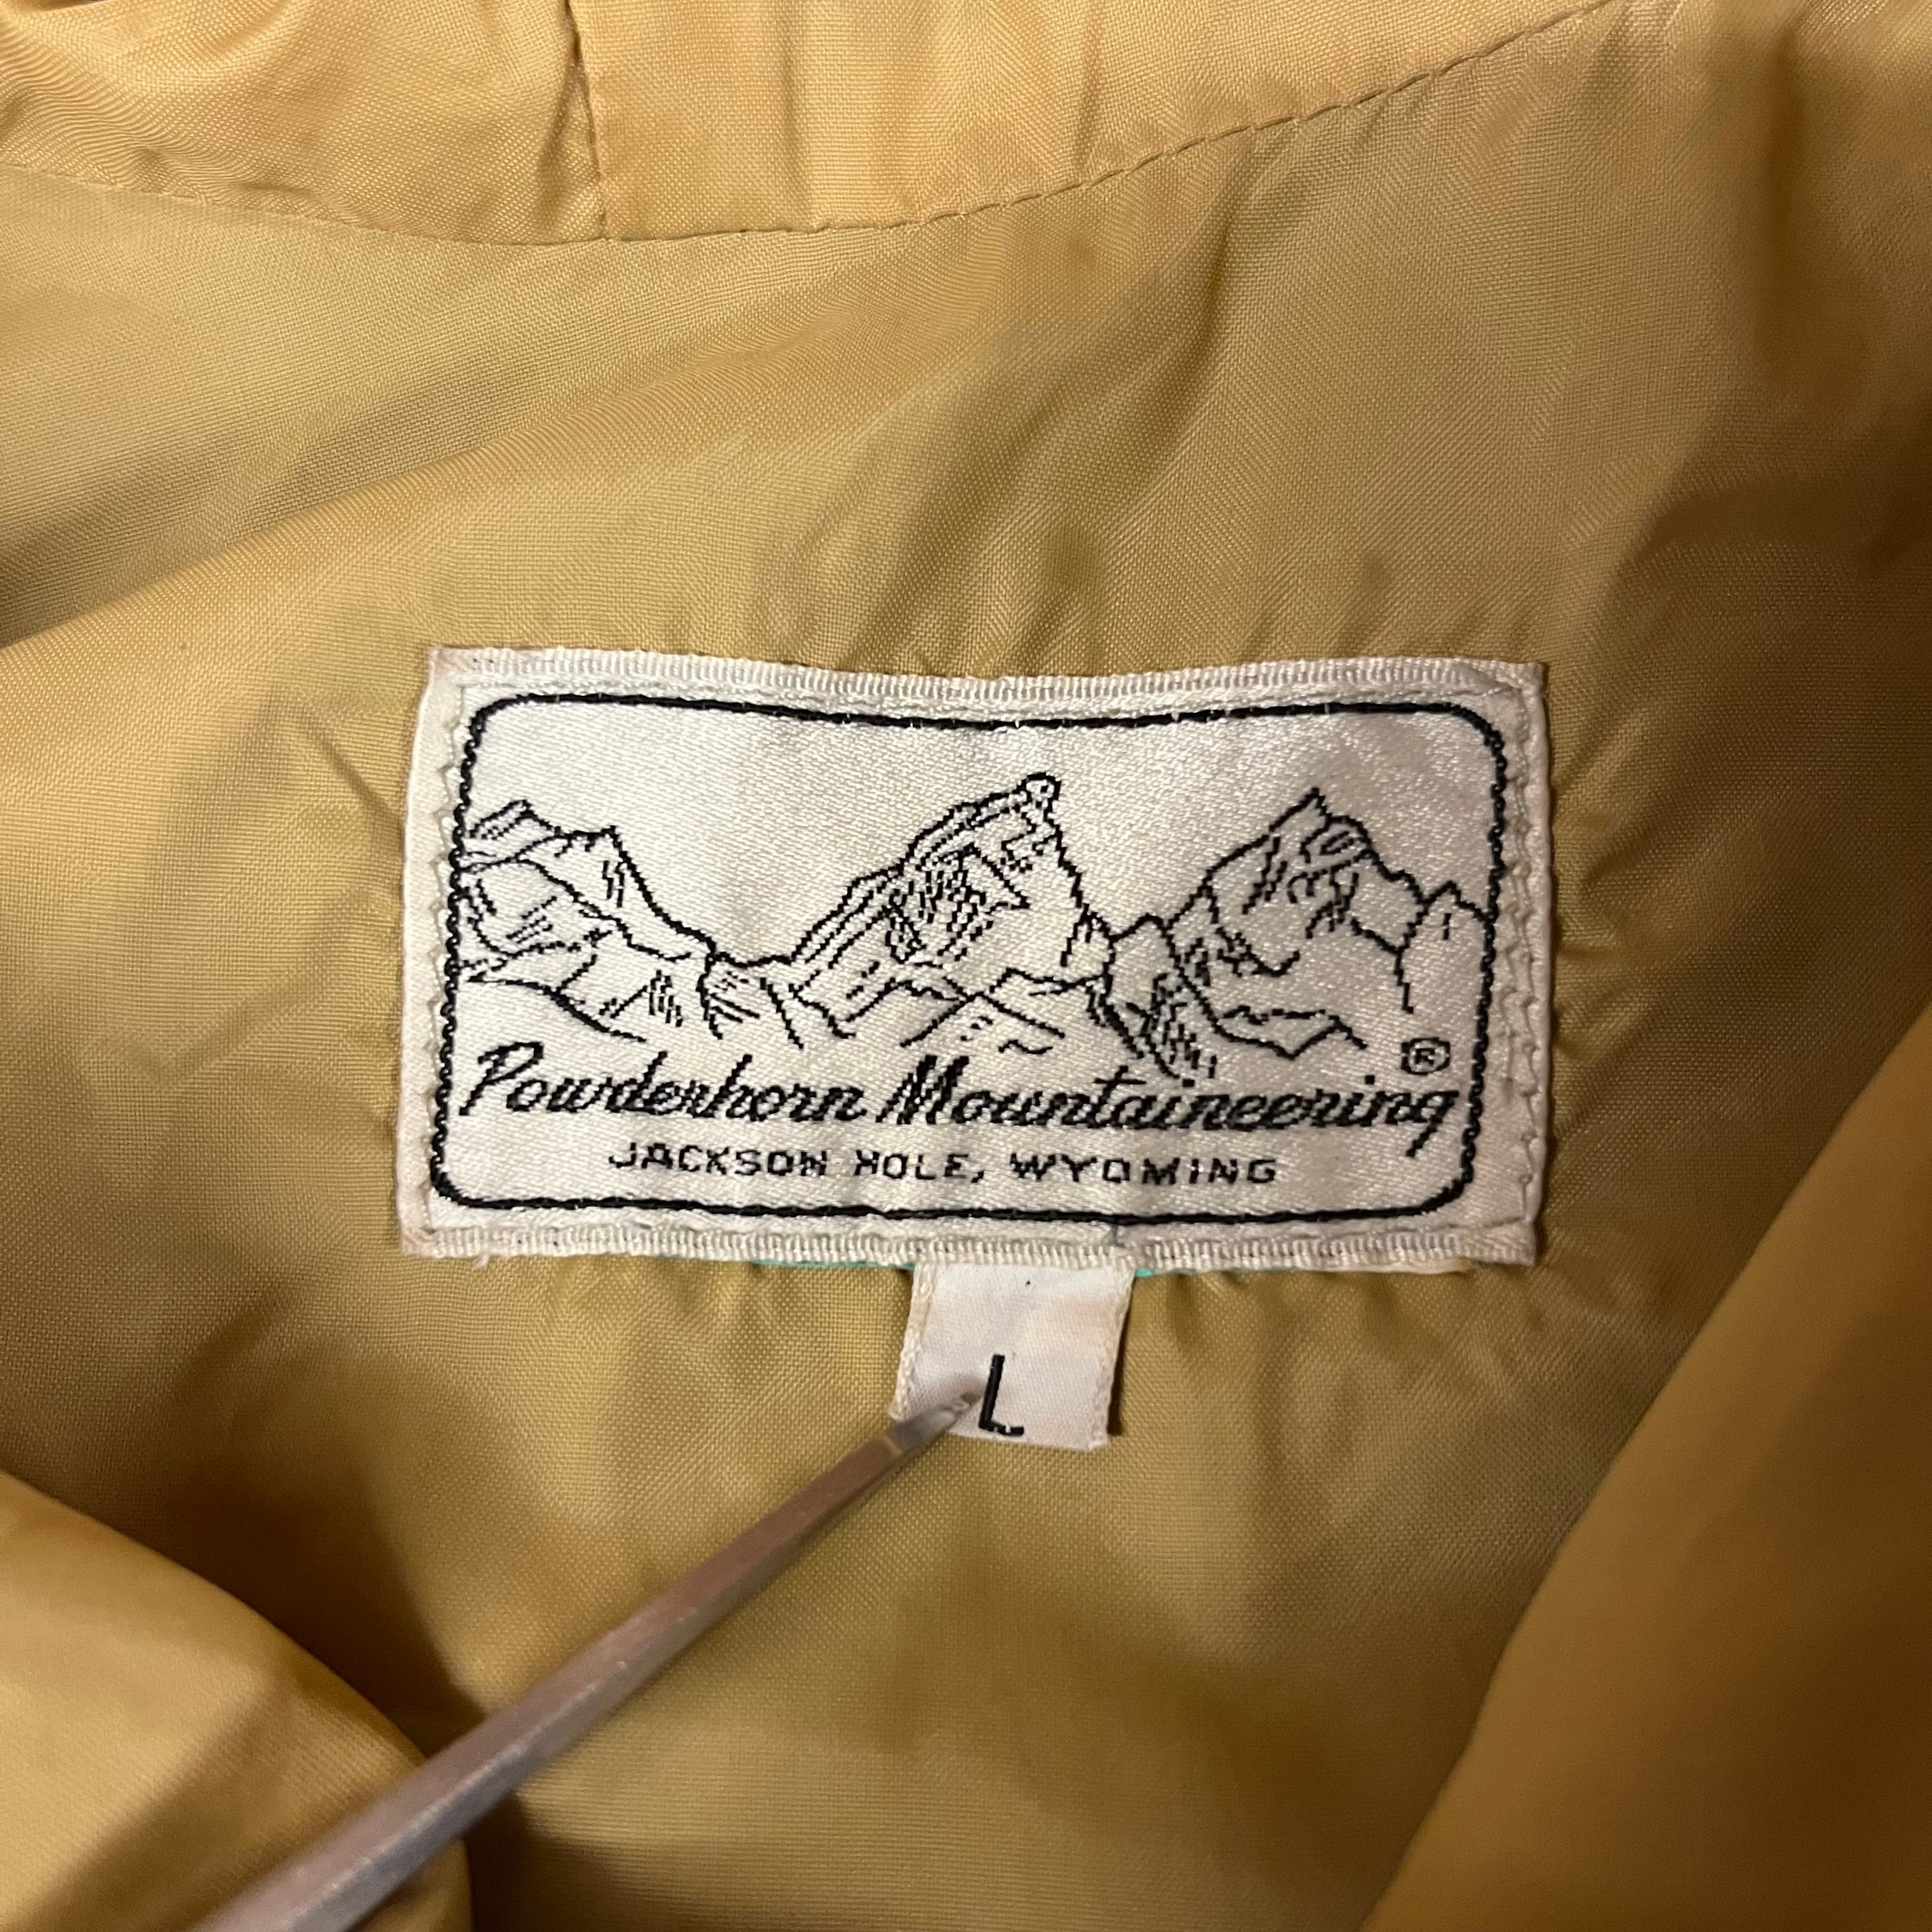 ®
Powderhorn Mountaineering
JACKSON HOLE, WYOMING
L